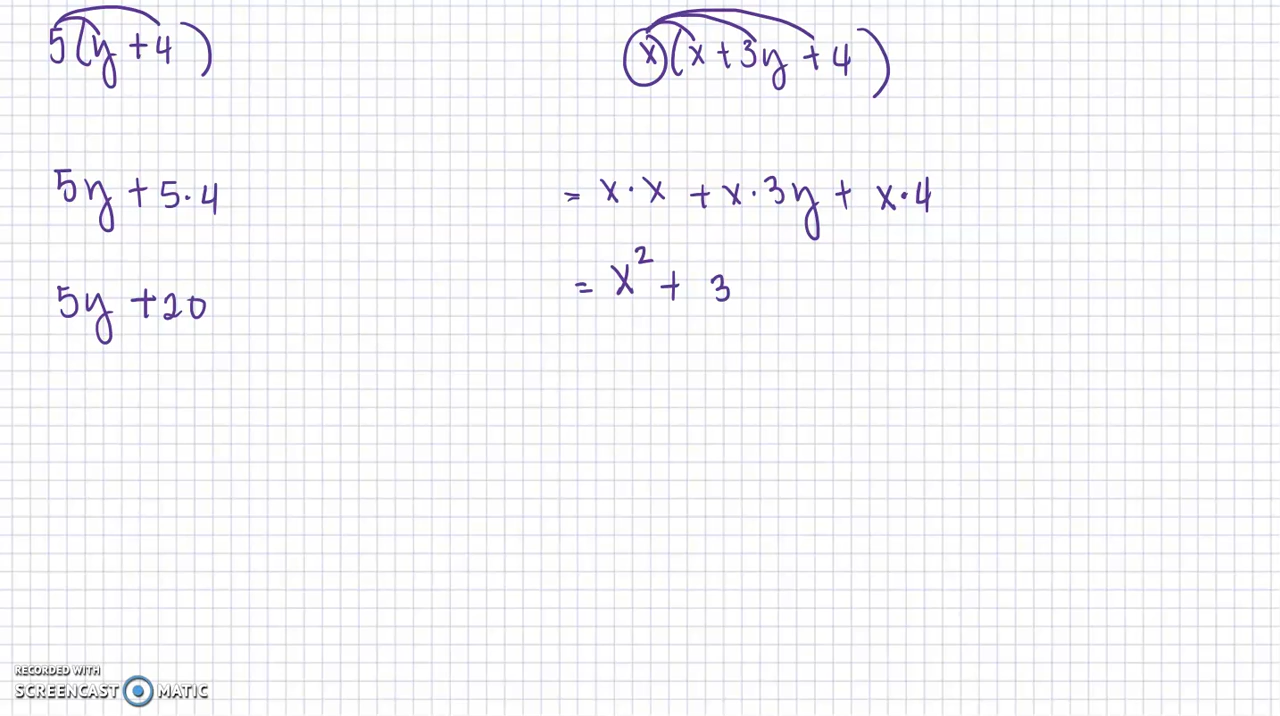 5(y+4)
5y+5·4
5y+20
x(x+3y+4)
= x·x + x·3y + x·4
= x² + 3
RECORDED WITH
SCREENCAST MATIC